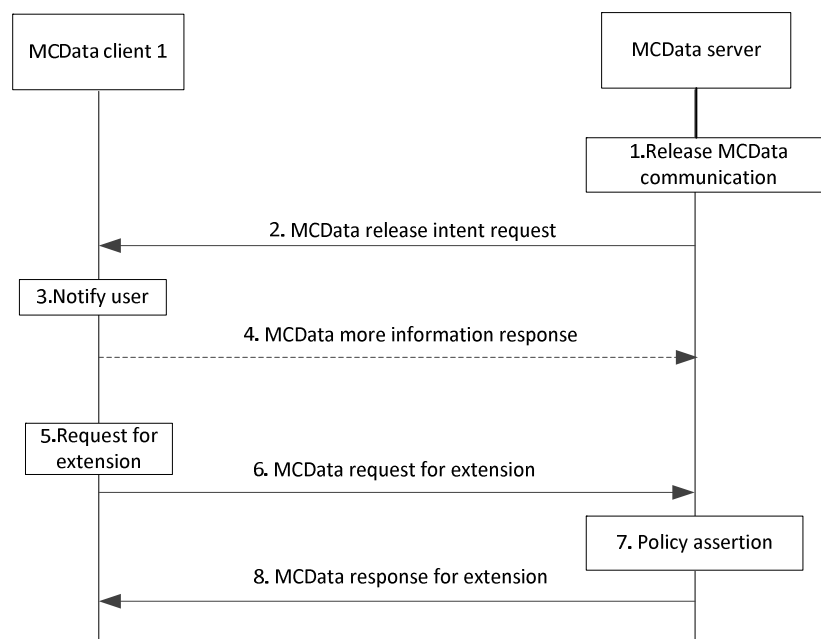 MCData client 1
MCData server
1.Release MCData
communication
2. MCData release intent request
3.Notify user
4. MCData more information response
5.Request for
extension
6. MCData request for extension
7. Policy assertion
8. MCData response for extension